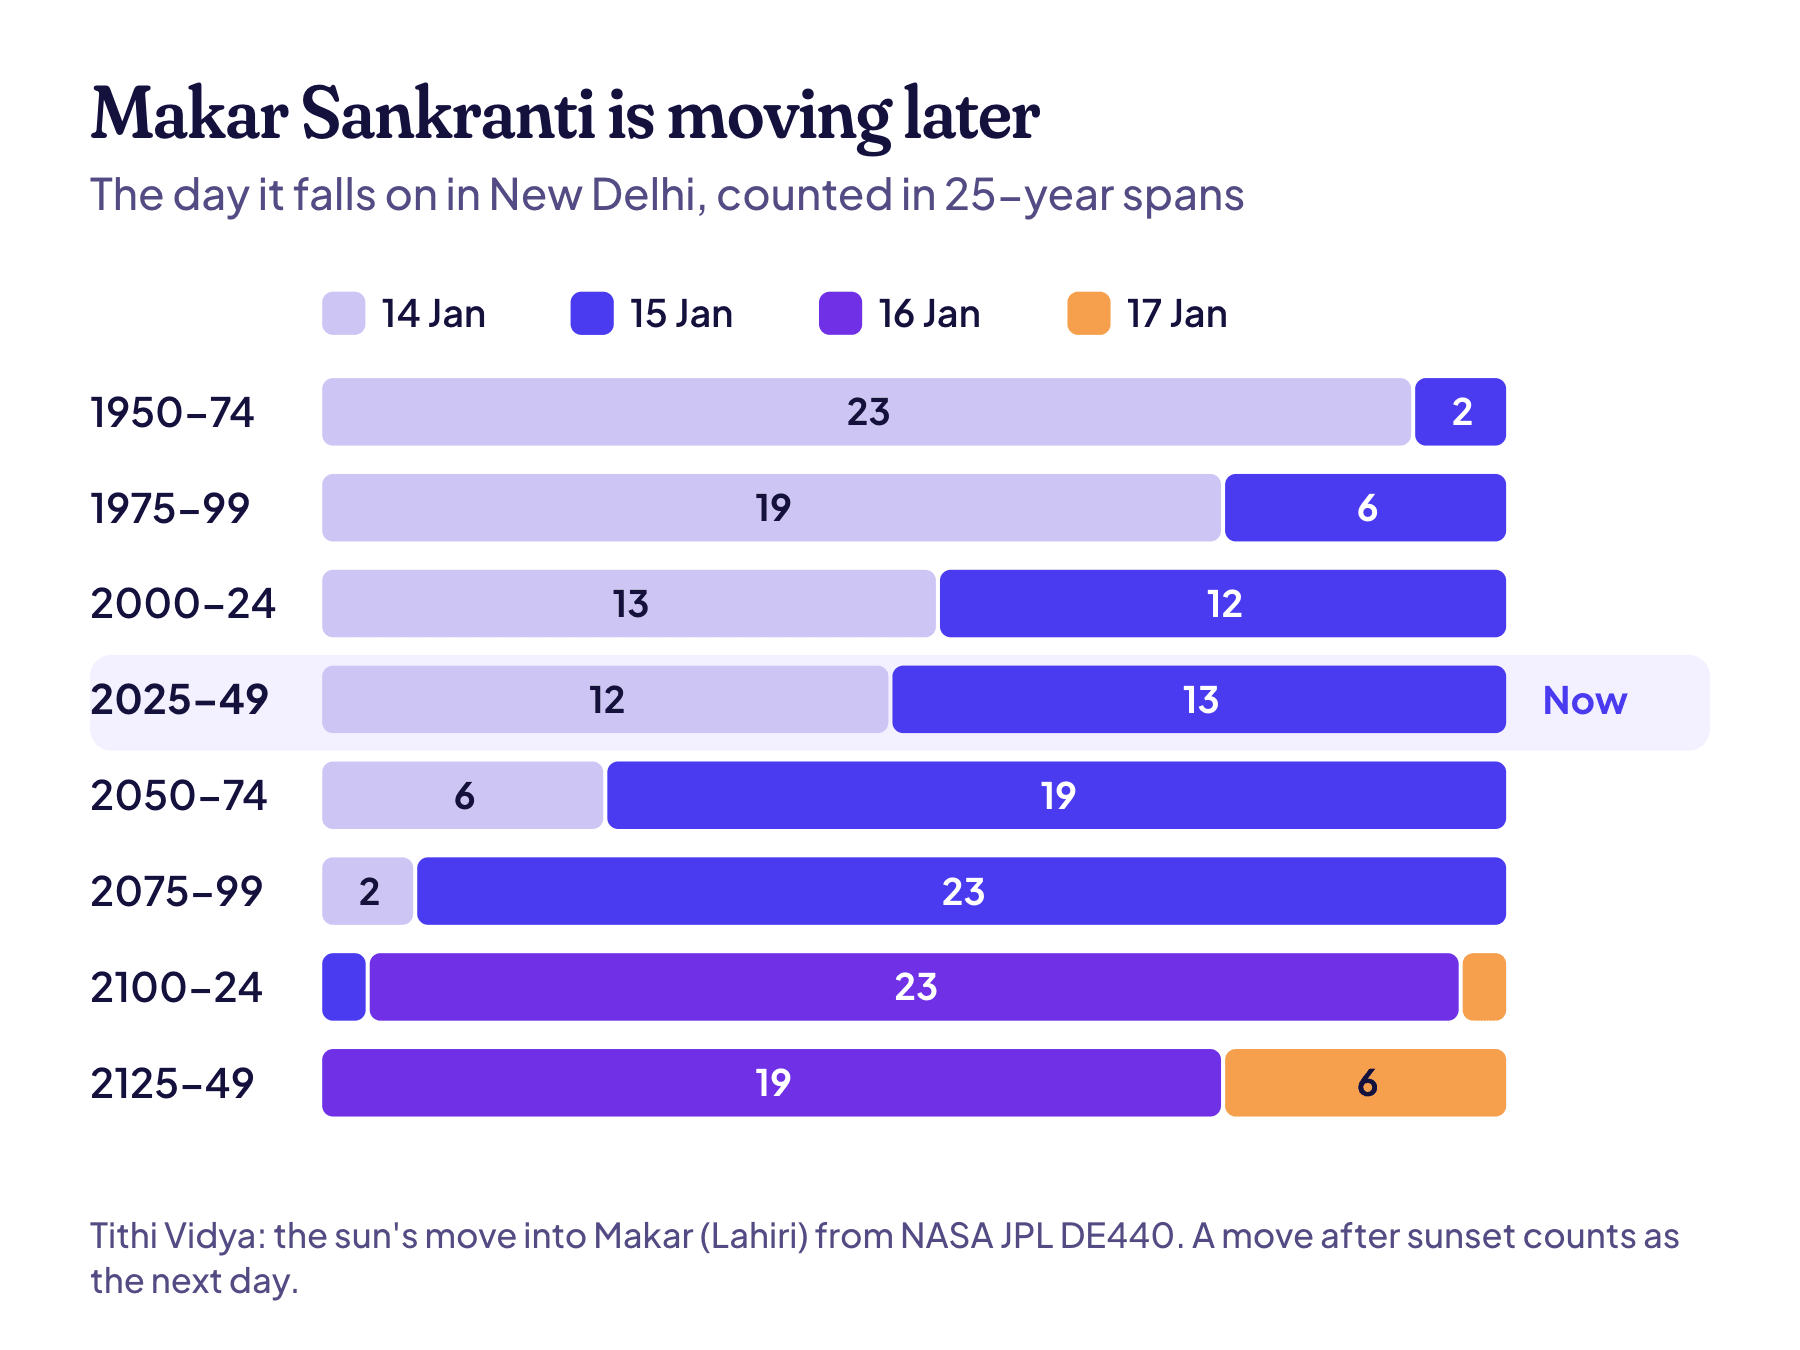 Makar Sankranti is moving later
The day it falls on in New Delhi, counted in 25–year spans
14 Jan 15 Jan 16 Jan 17 Jan
1950–74 23 2
1975–99 19 6
2000–24 13 12
2025–49 12 13 Now
2050–74 6 19
2075–99 2 23
2100–24 23
2125–49 19 6
Tithi Vidya: the sun's move into Makar (Lahiri) from NASA JPL DE440. A move after sunset counts as
the next day.